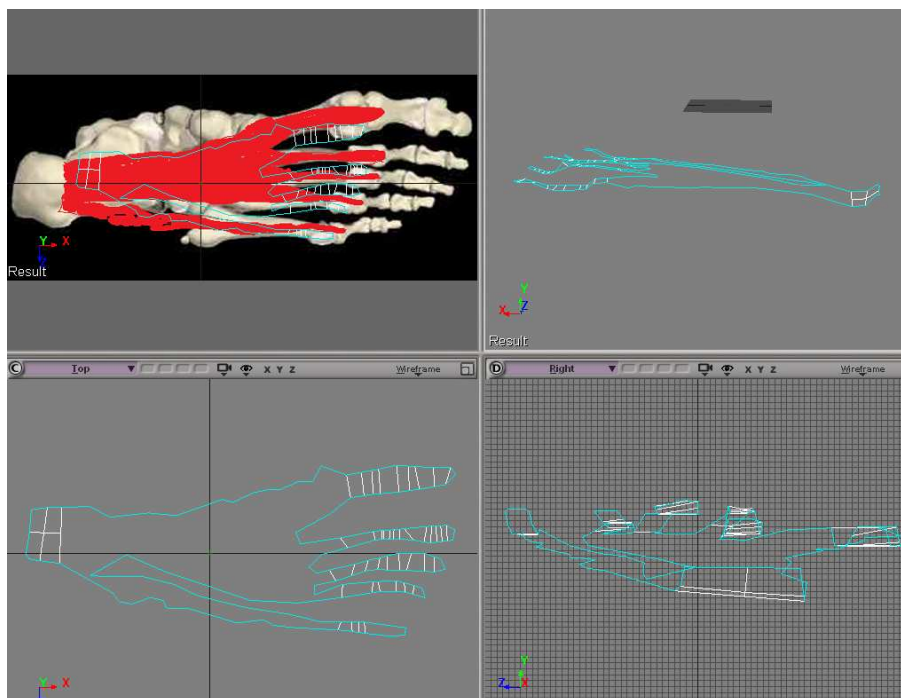 Y X
Z
Result
Y
X Z
Result
C Top X Y Z Wireframe
D Right X Y Z Wireframe
Y X
Y
Z X